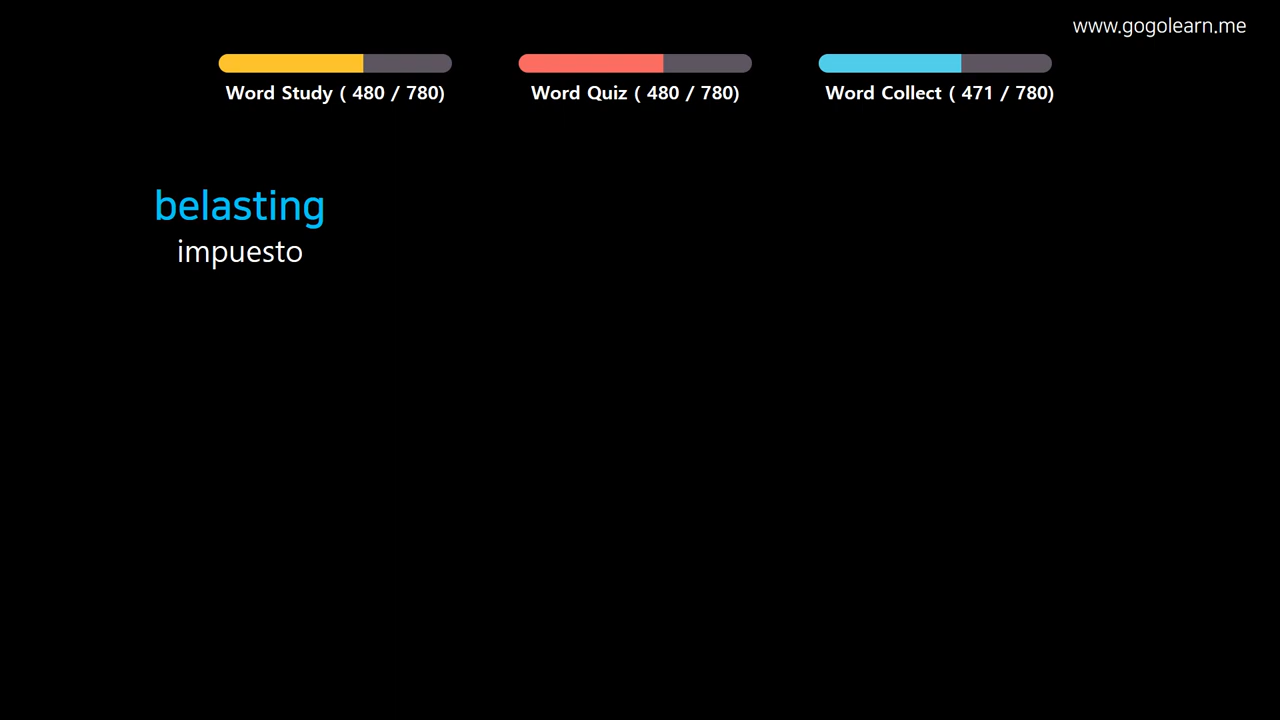 www.gogolearn.me
Word Study ( 480 / 780)
Word Quiz ( 480 / 780)
Word Collect ( 471 / 780)
belasting
impuesto